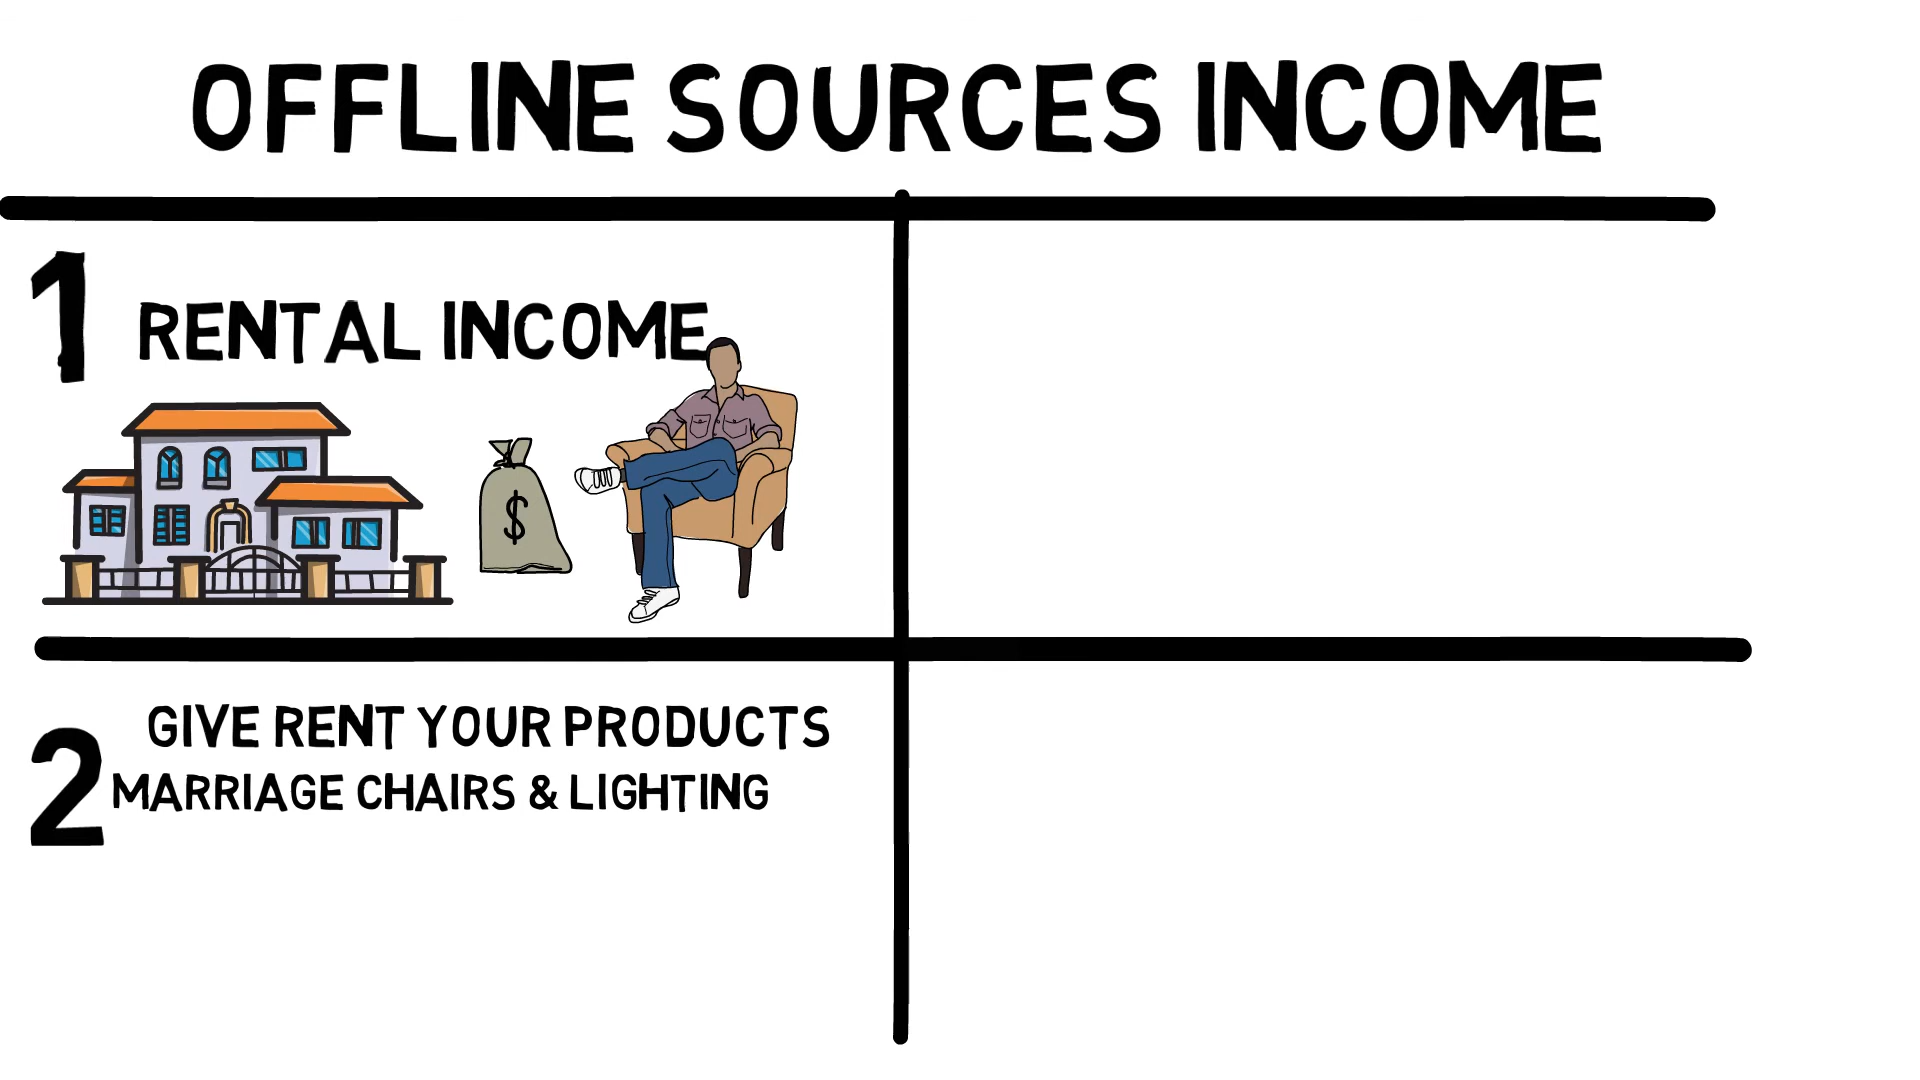 OFFLINE SOURCES INCOME
1
RENTAL INCOME
$
2
GIVE RENT YOUR PRODUCTS
MARRIAGE CHAIRS & LIGHTING